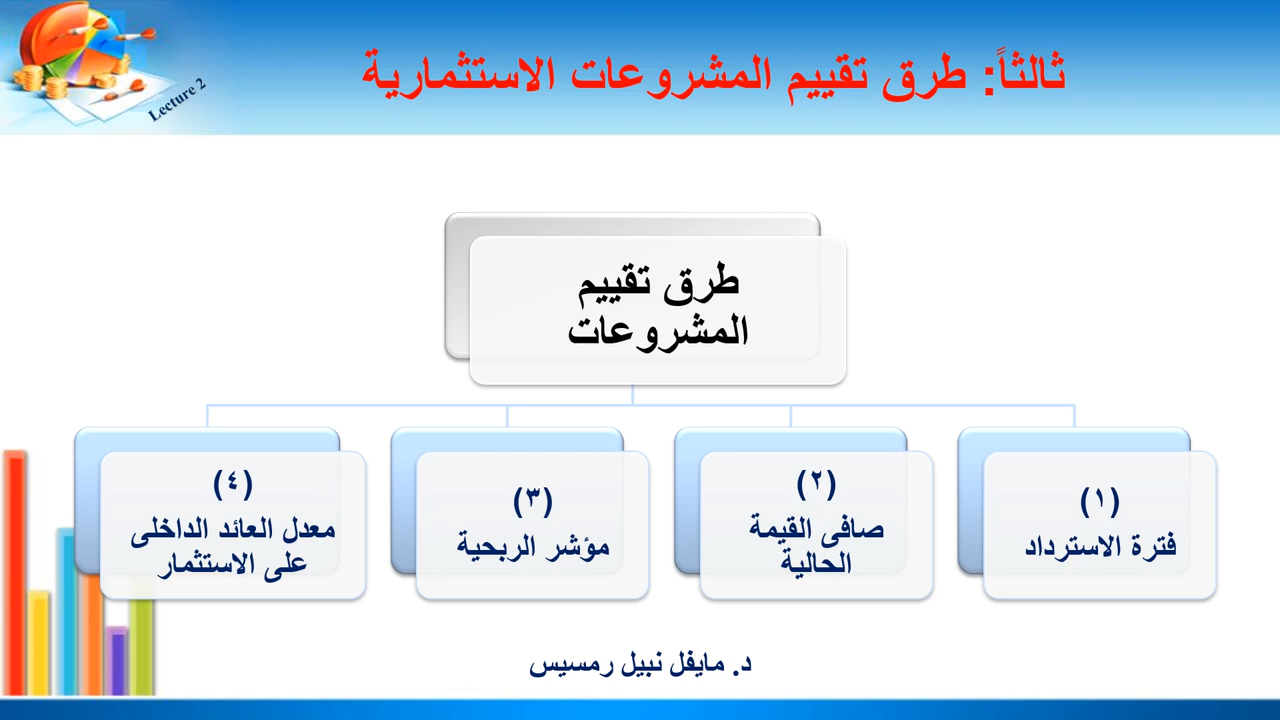 ثالثاً: طرق تقييم المشروعات الاستثمارية
Lecture 2
طرق تقييم
المشروعات
(١)
فترة الاسترداد
(٢)
صافى القيمة
الحالية
(٣)
مؤشر الربحية
(٤)
معدل العائد الداخلى
على الاستثمار
د. مايفل نبيل رمسيس